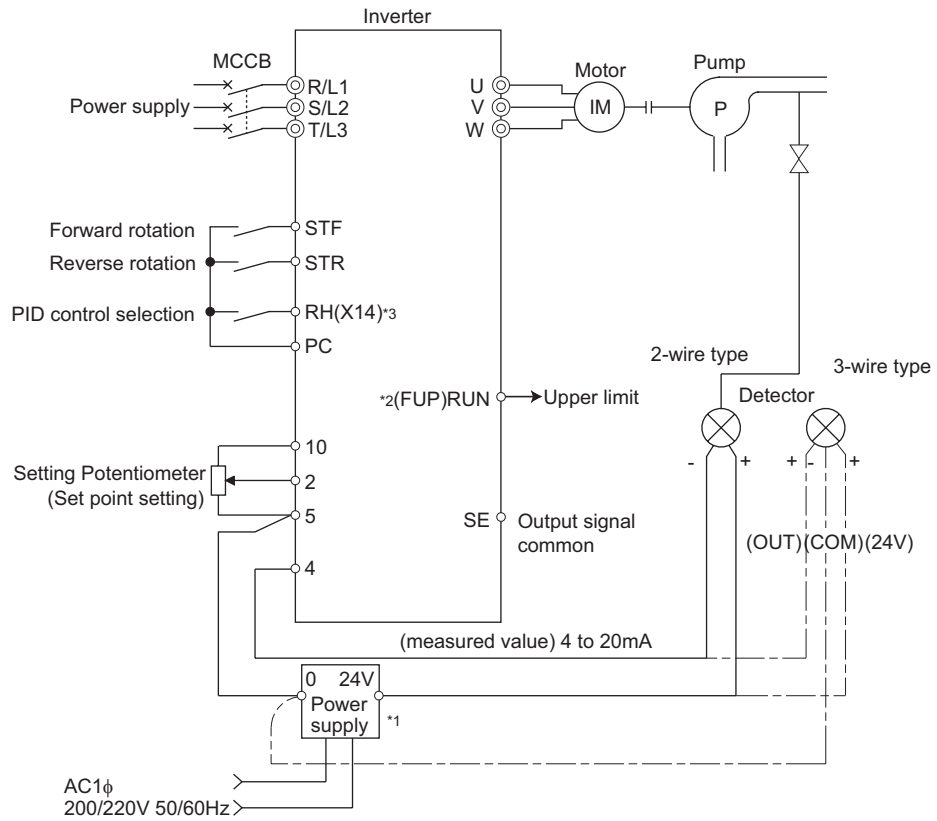 Inverter
MCCB
R/L1
Power supply
S/L2
T/L3
U
V
W
Motor
IM
Pump
P
Forward rotation
STF
Reverse rotation
STR
PID control selection
RH(X14)*3
PC
*2(FUP)RUN
Upper limit
2-wire type
3-wire type
Detector
- +
+ - +
10
Setting Potentiometer
(Set point setting)
2
5
SE
Output signal
common
(OUT)(COM)(24V)
4
(measured value) 4 to 20mA
0 24V
Power
supply
*1
AC1ϕ
200/220V 50/60Hz